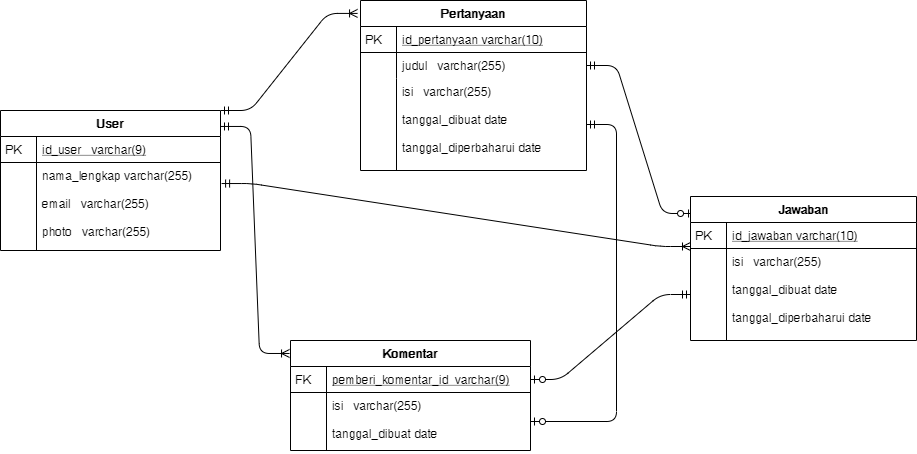 Pertanyaan
PK id_pertanyaan varchar(10)
judul varchar(255)
isi varchar(255)
tanggal_dibuat date
tanggal_diperbaharui date
User
PK id_user varchar(9)
nama_lengkap varchar(255)
email varchar(255)
photo varchar(255)
Jawaban
PK id_jawaban varchar(10)
isi varchar(255)
tanggal_dibuat date
tanggal_diperbaharui date
Komentar
FK pemberi_komentar_id varchar(9)
isi varchar(255)
tanggal_dibuat date